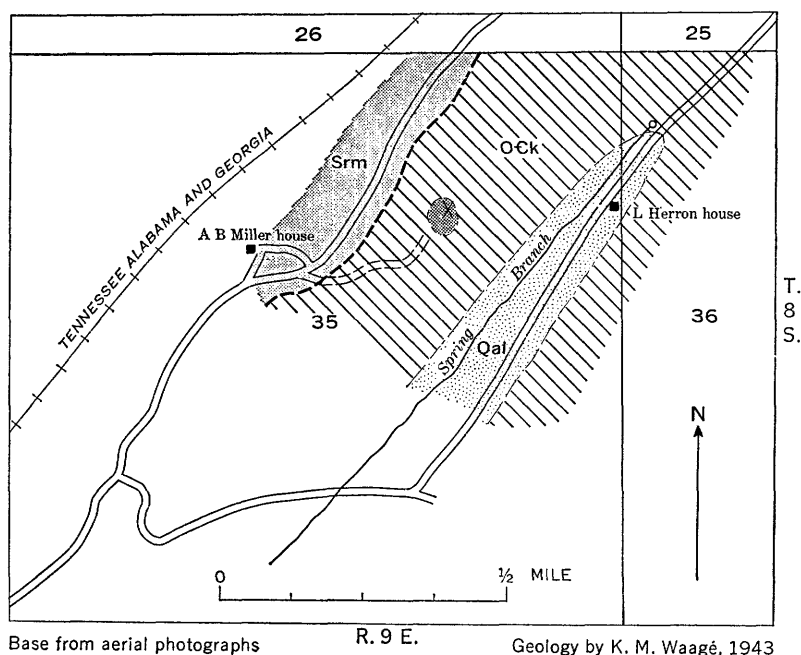 26
25
TENNESSEE ALABAMA AND GEORGIA
Srm
OЄk
A B Miller house
L Herron house
Spring Branch
Qal
35
36
T.
8
S.
N
0 ½ MILE
Base from aerial photographs
R. 9 E.
Geology by K. M. Waagé, 1943